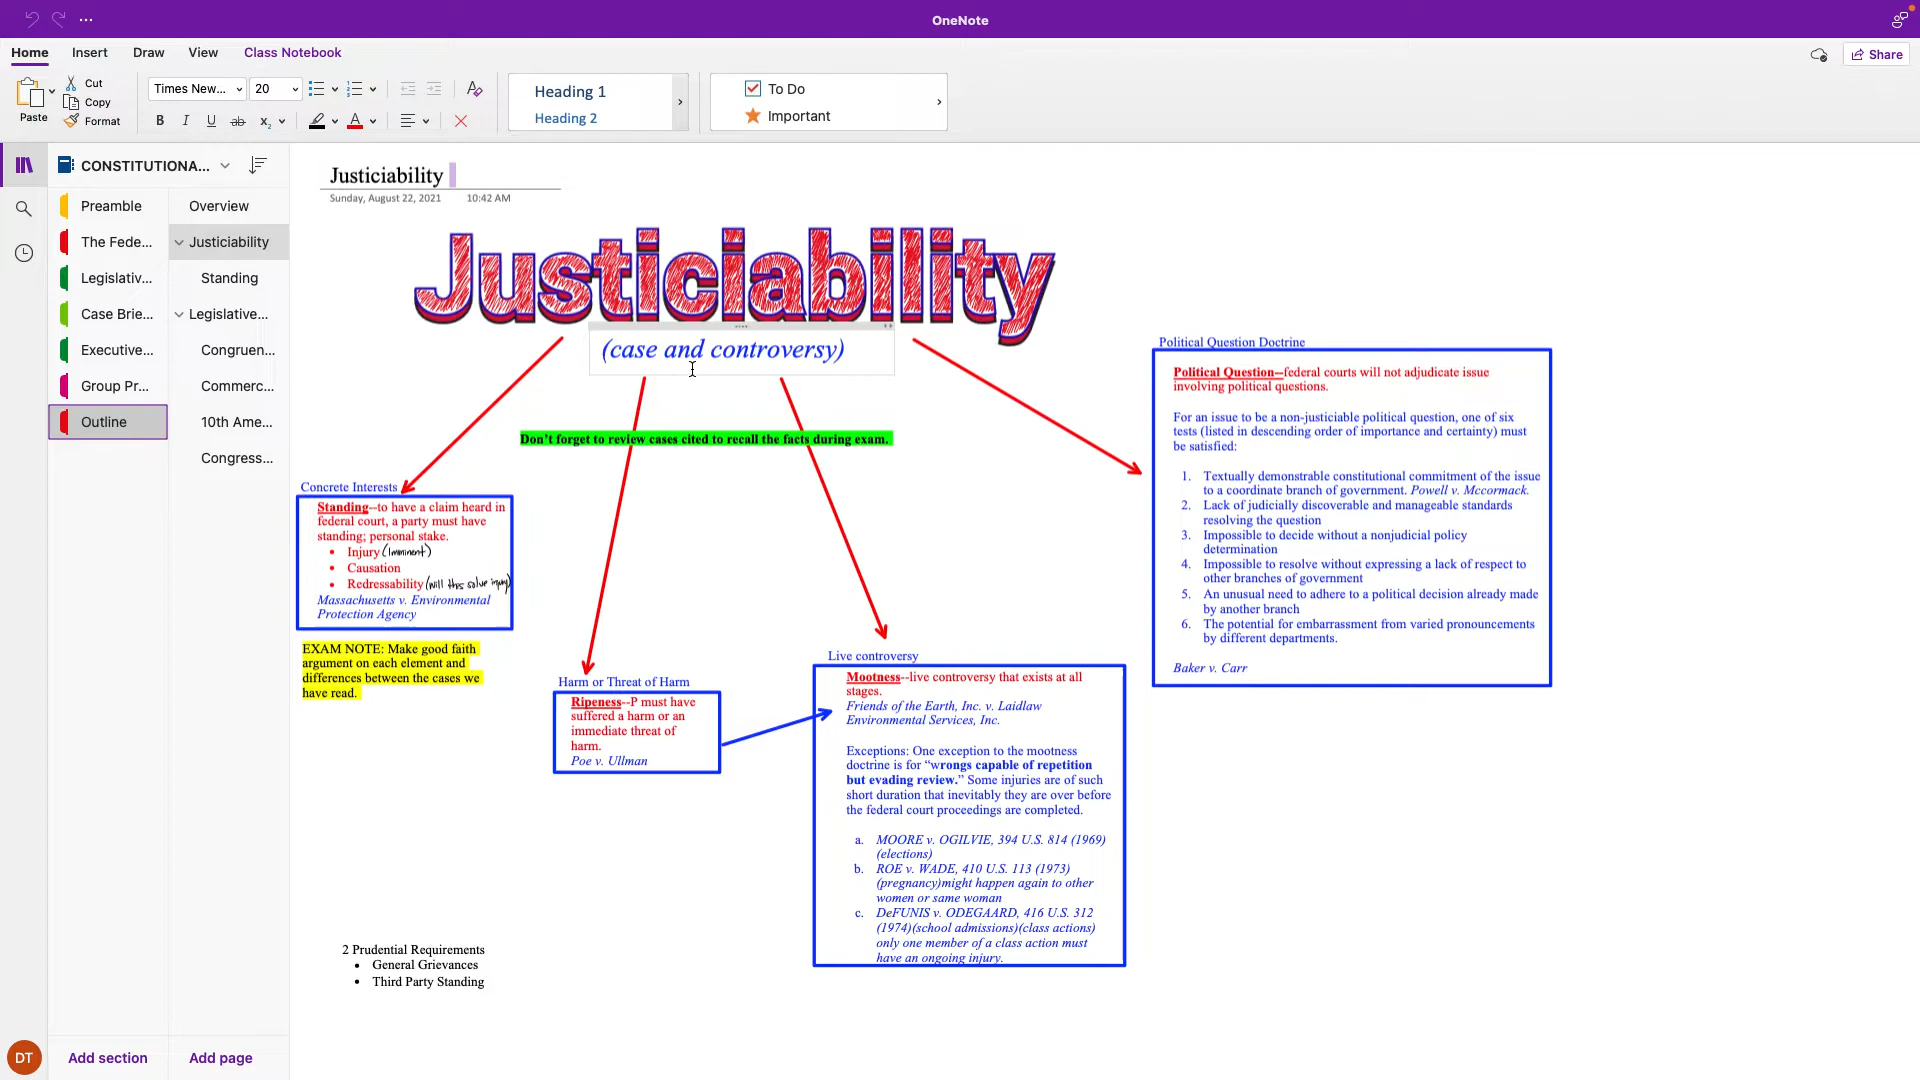 OneNote
Home
Insert
Draw
View
Class Notebook
Share
Paste
Cut
Copy
Format
Times New...
20
Heading 1
Heading 2
To Do
Important
CONSTITUTIONA...
Preamble
The Fede...
Legislativ...
Case Brie...
Executive...
Group Pr...
Outline
Overview
Justiciability
Standing
Legislative...
Congruen...
Commerc...
10th Ame...
Congress...
Justiciability
Sunday, August 22, 2021 10:42 AM
Justiciability
(case and controversy)
Don't forget to review cases cited to recall the facts during exam.
Concrete Interests
Standing--to have a claim heard in
federal court, a party must have
standing; personal stake.
• Injury (Imminent)
• Causation
• Redressability (will this solve injury)
Massachusetts v. Environmental
Protection Agency
EXAM NOTE: Make good faith
argument on each element and
differences between the cases we
have read.
Harm or Threat of Harm
Ripeness--P must have
suffered a harm or an
immediate threat of
harm.
Poe v. Ullman
Live controversy
Mootness--live controversy that exists at all
stages.
Friends of the Earth, Inc. v. Laidlaw
Environmental Services, Inc.
Exceptions: One exception to the mootness
doctrine is for “wrongs capable of repetition
but evading review.” Some injuries are of such
short duration that inevitably they are over before
the federal court proceedings are completed.
a. MOORE v. OGILVIE, 394 U.S. 814 (1969)
(elections)
b. ROE v. WADE, 410 U.S. 113 (1973)
(pregnancy)might happen again to other
women or same woman
c. DeFUNIS v. ODEGAARD, 416 U.S. 312
(1974)(school admissions)(class actions)
only one member of a class action must
have an ongoing injury.
Political Question Doctrine
Political Question--federal courts will not adjudicate issue
involving political questions.
For an issue to be a non-justiciable political question, one of six
tests (listed in descending order of importance and certainty) must
be satisfied:
1. Textually demonstrable constitutional commitment of the issue
to a coordinate branch of government. Powell v. Mccormack.
2. Lack of judicially discoverable and manageable standards
resolving the question
3. Impossible to decide without a nonjudicial policy
determination
4. Impossible to resolve without expressing a lack of respect to
other branches of government
5. An unusual need to adhere to a political decision already made
by another branch
6. The potential for embarrassment from varied pronouncements
by different departments.
Baker v. Carr
2 Prudential Requirements
• General Grievances
• Third Party Standing
DT
Add section
Add page